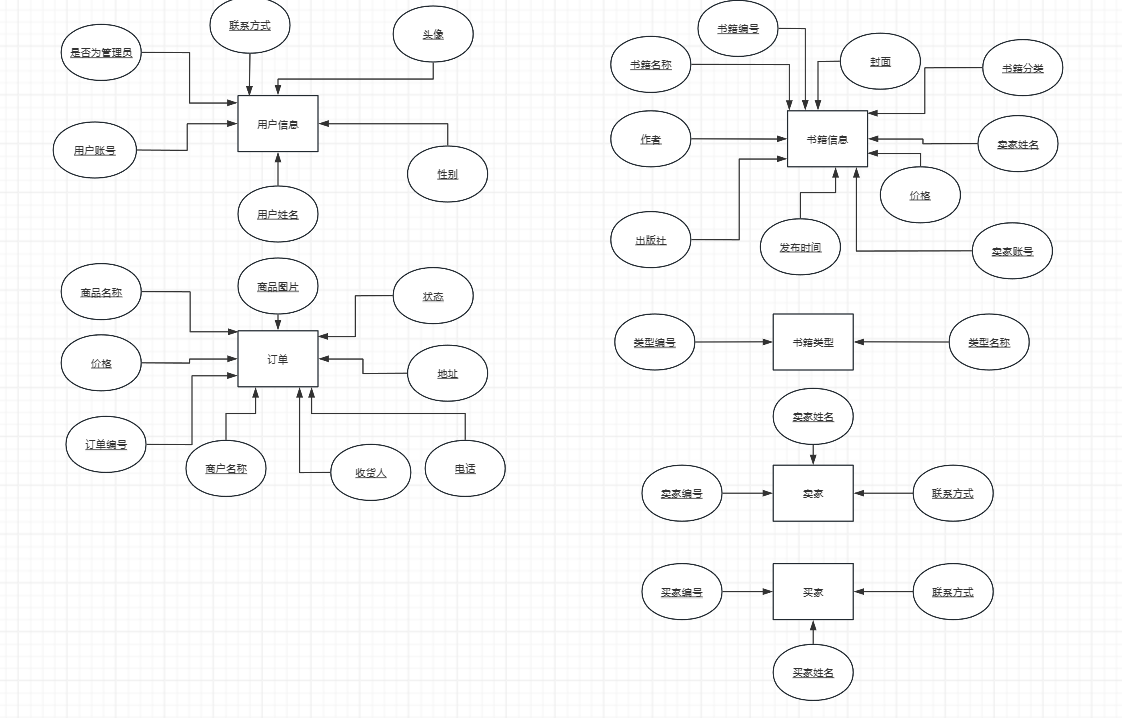 联系方式
头像
是否为管理员
用户信息
用户账号
性别
用户姓名
书籍编号
书籍名称
封面
书籍分类
作者
书籍信息
卖家姓名
价格
出版社
发布时间
卖家账号
商品名称
商品图片
状态
价格
订单
地址
订单编号
商户名称
收货人
电话
类型编号
书籍类型
类型名称
卖家姓名
卖家编号
卖家
联系方式
买家编号
买家
联系方式
买家姓名